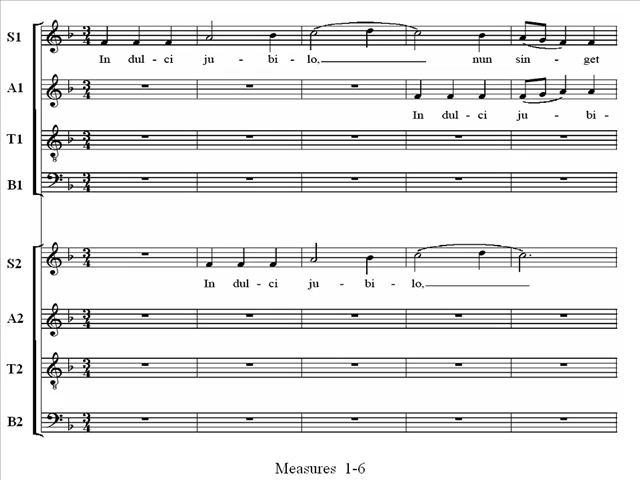 S1
In dul - ci ju - bi - lo, nun sin - get
A1
In dul - ci ju - bi -
T1
B1
S2
In dul - ci ju - bi - lo,
A2
T2
B2
Measures 1-6